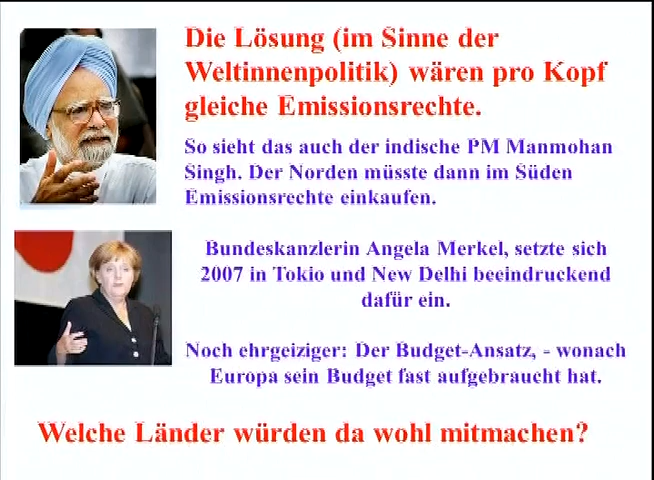 Die Lösung (im Sinne der
Weltinnenpolitik) wären pro Kopf
gleiche Emissionsrechte.
So sieht das auch der indische PM Manmohan
Singh. Der Norden müsste dann im Süden
Emissionsrechte einkaufen.
Bundeskanzlerin Angela Merkel, setzte sich
2007 in Tokio und New Delhi beeindruckend
dafür ein.
Noch ehrgeiziger: Der Budget-Ansatz, - wonach
Europa sein Budget fast aufgebraucht hat.
Welche Länder würden da wohl mitmachen?